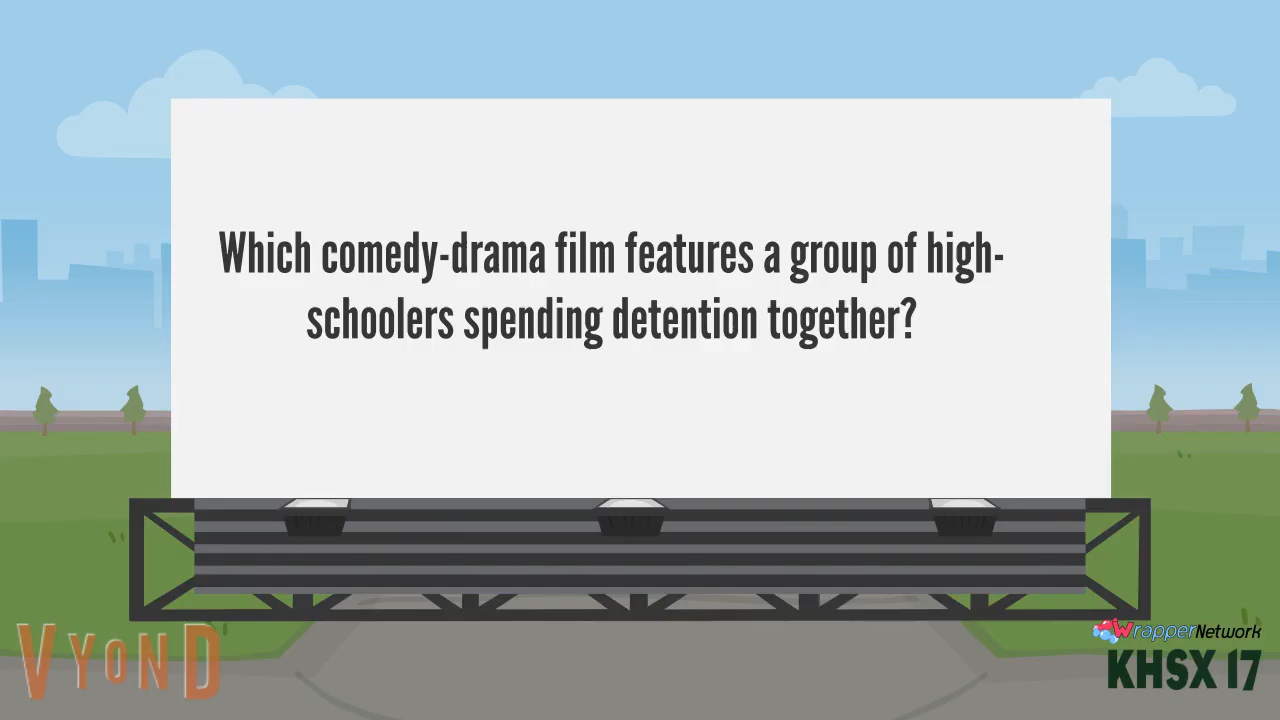 Which comedy-drama film features a group of high-
schoolers spending detention together?
VYOND
WrapperNetwork
KHSX 17